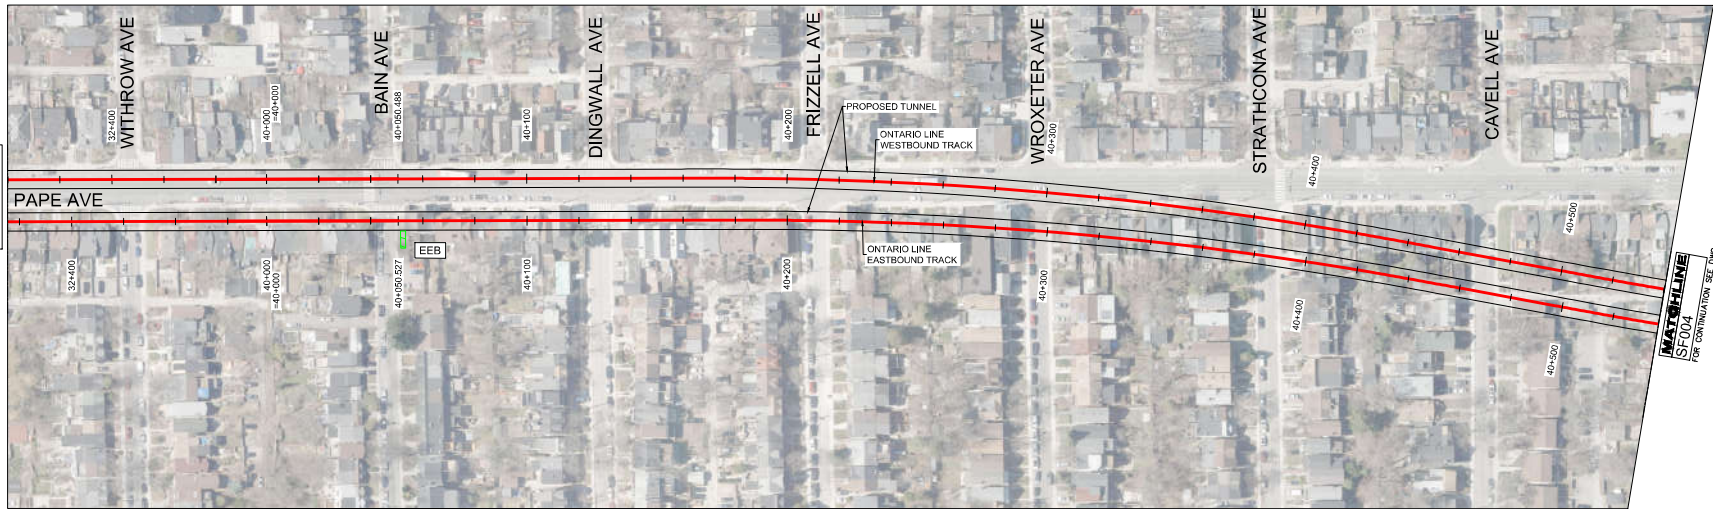 WITHROW AVE
BAIN AVE
DINGWALL AVE
FRIZZELL AVE
WROXETER AVE
STRATHCONA AVE
CAVELL AVE
32+400
40+000
=40+000
40+050.488
40+100
40+200
40+300
40+400
40+500
PROPOSED TUNNEL
ONTARIO LINE
WESTBOUND TRACK
PAPE AVE
EEB
ONTARIO LINE
EASTBOUND TRACK
32+400
40+000
=40+000
40+050.527
40+100
40+200
40+300
40+400
40+500
MATCHLINE
SF004
FOR CONTINUATION SEE DWG